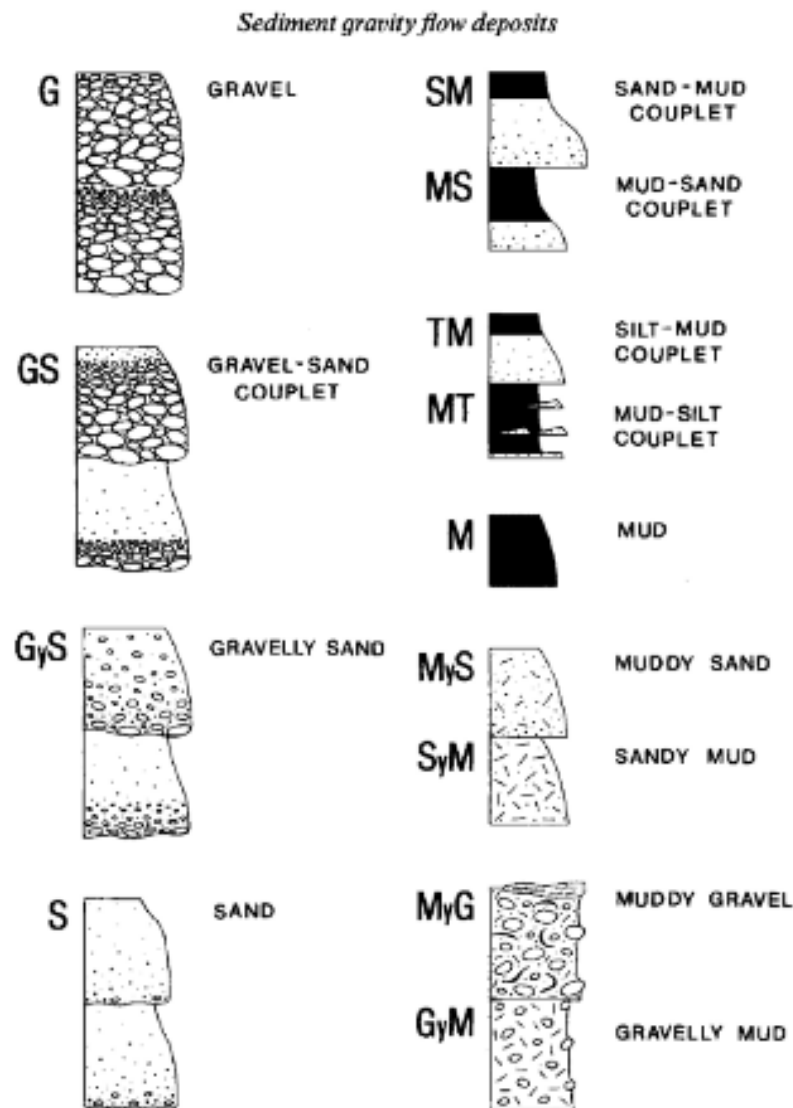 Sediment gravity flow deposits
G GRAVEL
GS GRAVEL-SAND
COUPLET
GyS GRAVELLY SAND
S SAND
SM SAND-MUD
COUPLET
MS MUD-SAND
COUPLET
TM SILT-MUD
COUPLET
MT MUD-SILT
COUPLET
M MUD
MyS MUDDY SAND
SyM SANDY MUD
MyG MUDDY GRAVEL
GyM GRAVELLY MUD